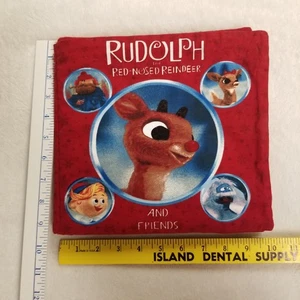 RUDOLPH
THE
RED-NOSED REINDEER
AND
FRIENDS
ISLAND DENTAL SUPPLY